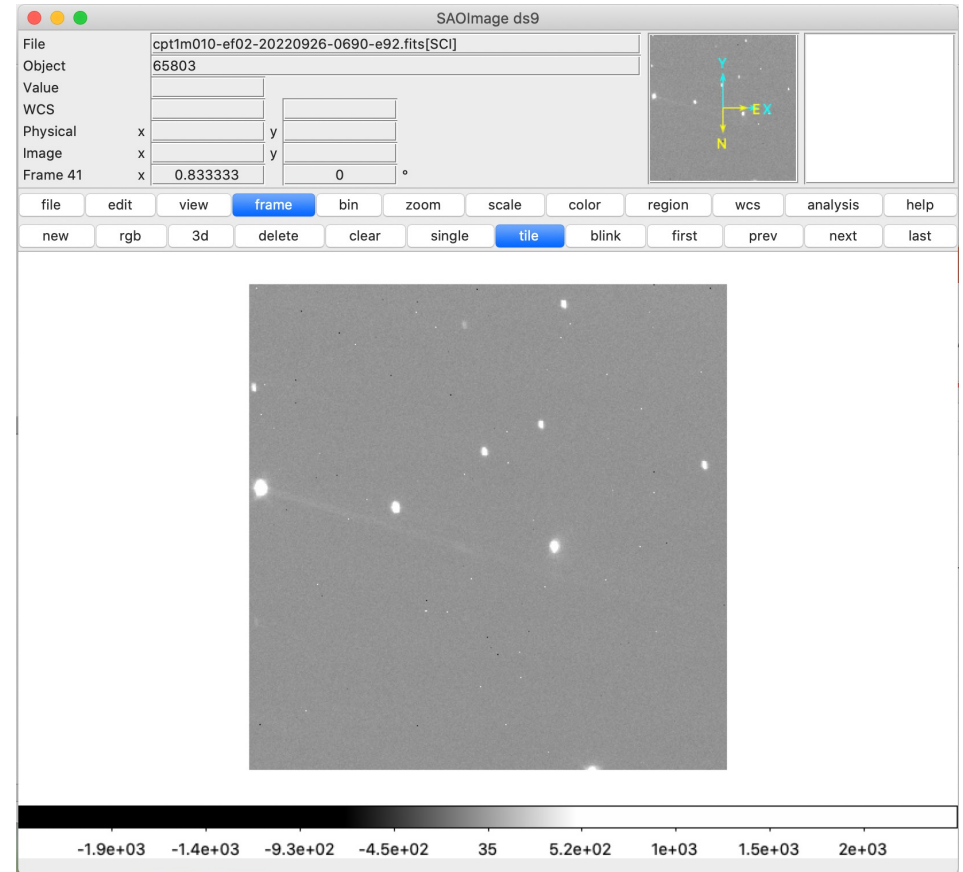 SAOImage ds9
File cpt1m010-ef02-20220926-0690-e92.fits[SCI]
Object 65803
Value
WCS
Physical x y
Image x y
Frame 41 x 0.833333 0 °
Y
E X
N
file edit view frame bin zoom scale color region wcs analysis help
new rgb 3d delete clear single tile blink first prev next last
-1.9e+03 -1.4e+03 -9.3e+02 -4.5e+02 35 5.2e+02 1e+03 1.5e+03 2e+03